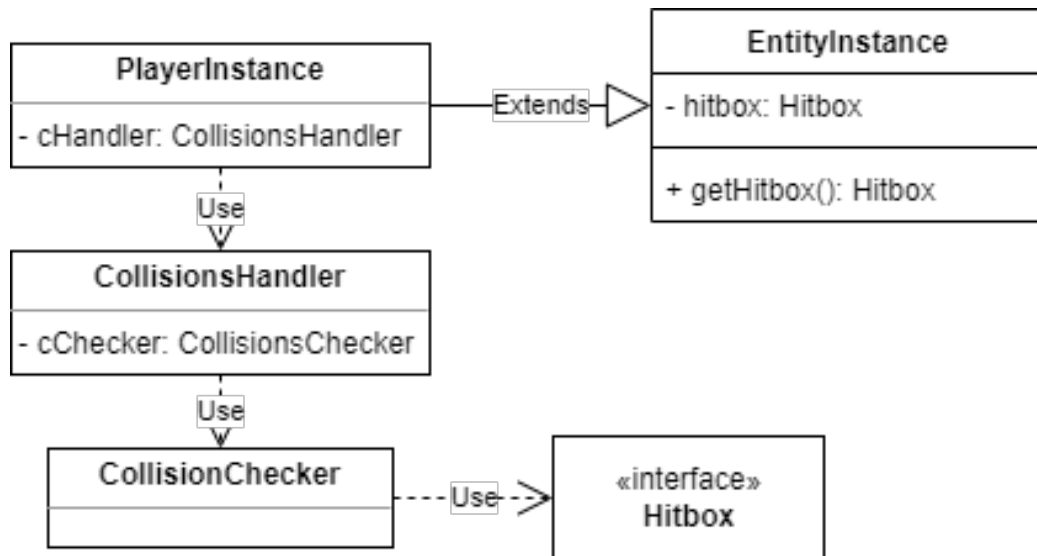 PlayerInstance
- cHandler: CollisionsHandler
Extends
EntityInstance
- hitbox: Hitbox
+ getHitbox(): Hitbox
Use
CollisionsHandler
- cChecker: CollisionsChecker
Use
CollisionChecker
Use
«interface»
Hitbox